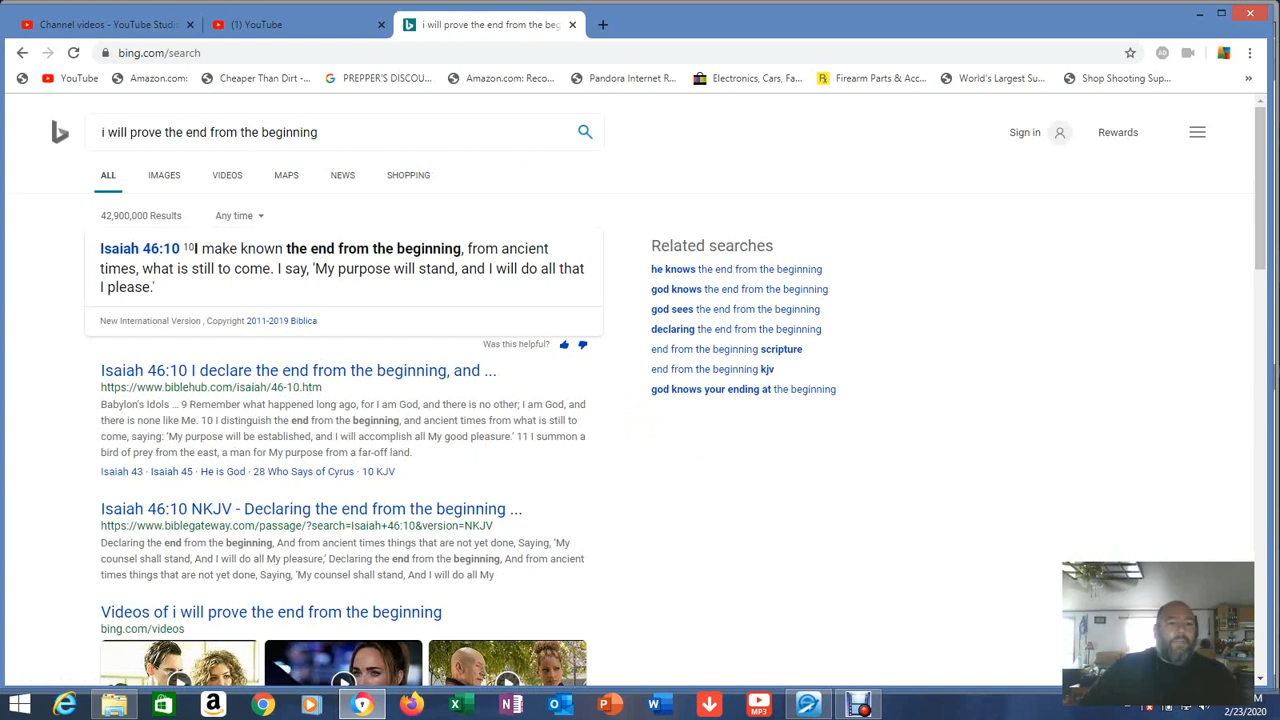 Channel videos - YouTube Studi
(1) YouTube
i will prove the end from the beg
bing.com/search
YouTube
Amazon.com:
Cheaper Than Dirt -...
PREPPER'S DISCOU...
Amazon.com: Reco...
Pandora Internet R...
Electronics, Cars, Fa...
Firearm Parts & Acc...
World's Largest Su...
Shop Shooting Sup...
i will prove the end from the beginning
Sign in
Rewards
ALL IMAGES VIDEOS MAPS NEWS SHOPPING
42,900,000 Results Any time
Isaiah 46:10 10I make known the end from the beginning, from ancient
times, what is still to come. I say, 'My purpose will stand, and I will do all that
I please.'
New International Version , Copyright 2011-2019 Biblica
Was this helpful?
Isaiah 46:10 I declare the end from the beginning, and ...
https://www.biblehub.com/isaiah/46-10.htm
Babylon's Idols … 9 Remember what happened long ago, for I am God, and there is no other; I am God, and
there is none like Me. 10 I distinguish the end from the beginning, and ancient times from what is still to
come, saying: 'My purpose will be established, and I will accomplish all My good pleasure.' 11 I summon a
bird of prey from the east, a man for My purpose from a far-off land.
Isaiah 43 · Isaiah 45 · He is God · 28 Who Says of Cyrus · 10 KJV
Isaiah 46:10 NKJV - Declaring the end from the beginning ...
https://www.biblegateway.com/passage/?search=Isaiah+46:10&version=NKJV
Declaring the end from the beginning, And from ancient times things that are not yet done, Saying, 'My
counsel shall stand, And I will do all My pleasure,' Declaring the end from the beginning, And from ancient
times things that are not yet done, Saying, 'My counsel shall stand, And I will do all My
Videos of i will prove the end from the beginning
bing.com/videos
Related searches
he knows the end from the beginning
god knows the end from the beginning
god sees the end from the beginning
declaring the end from the beginning
end from the beginning scripture
end from the beginning kjv
god knows your ending at the beginning
MP3
M
2/23/2020